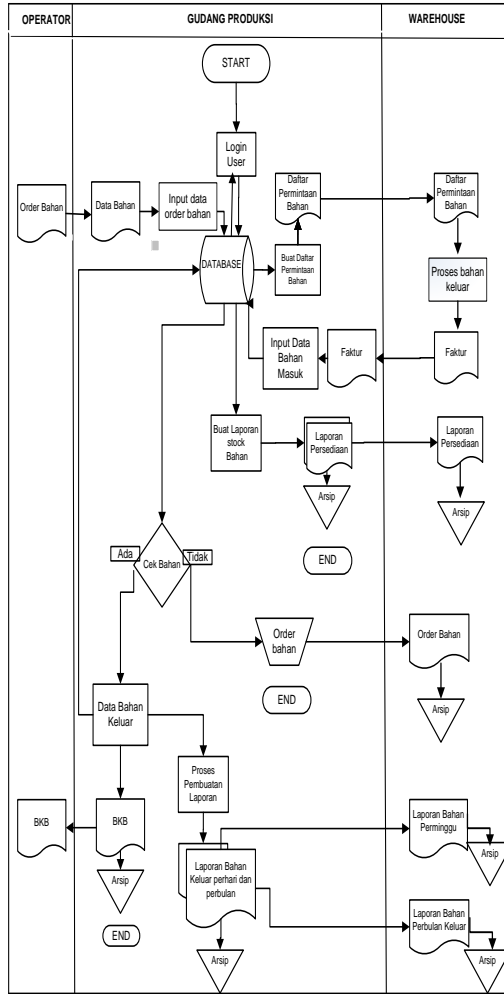 OPERATOR
GUDANG PRODUKSI
WAREHOUSE
START
Login
User
Order Bahan
Data Bahan
Input data
order bahan
DATABASE
Daftar
Permintaan
Bahan
Buat Daftar
Permintaan
Bahan
Daftar
Permintaan
Bahan
Proses bahan
keluar
Input Data
Bahan
Masuk
Faktur
Faktur
Buat Laporan
stock
Bahan
Laporan
Persediaan
Laporan
Persediaan
Arsip
Arsip
END
Ada
Cek Bahan
Tidak
Order
bahan
Order Bahan
Arsip
END
Data Bahan
Keluar
Proses
Pembuatan
Laporan
BKB
BKB
Arsip
END
Laporan Bahan
Keluar perhari dan
perbulan
Arsip
Laporan Bahan
Perminggu
Arsip
Laporan Bahan
Perbulan Keluar
Arsip